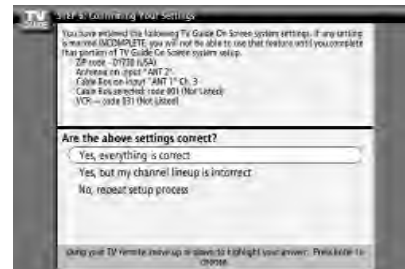 TV
STEP 6: Confirming Your Settings
You have entered the following TV Guide On Screen system settings. If any setting
is marked INCOMPLETE, you will not be able to use that feature until you complete
that portion of TV Guide On Screen system setup.
ZIP code - 01730 (USA)
Antenna on input "ANT 2".
Cable Box on input "ANT 1" Ch. 3
Cable Box selected: code 001 (Not Listed)
VCR - code 031 (Not Listed)
Are the above settings correct?
Yes, everything is correct
Yes, but my channel lineup is incorrect
No, repeat setup process
Using your TV remote move up or down to highlight your answer. Press Enter to
choose.